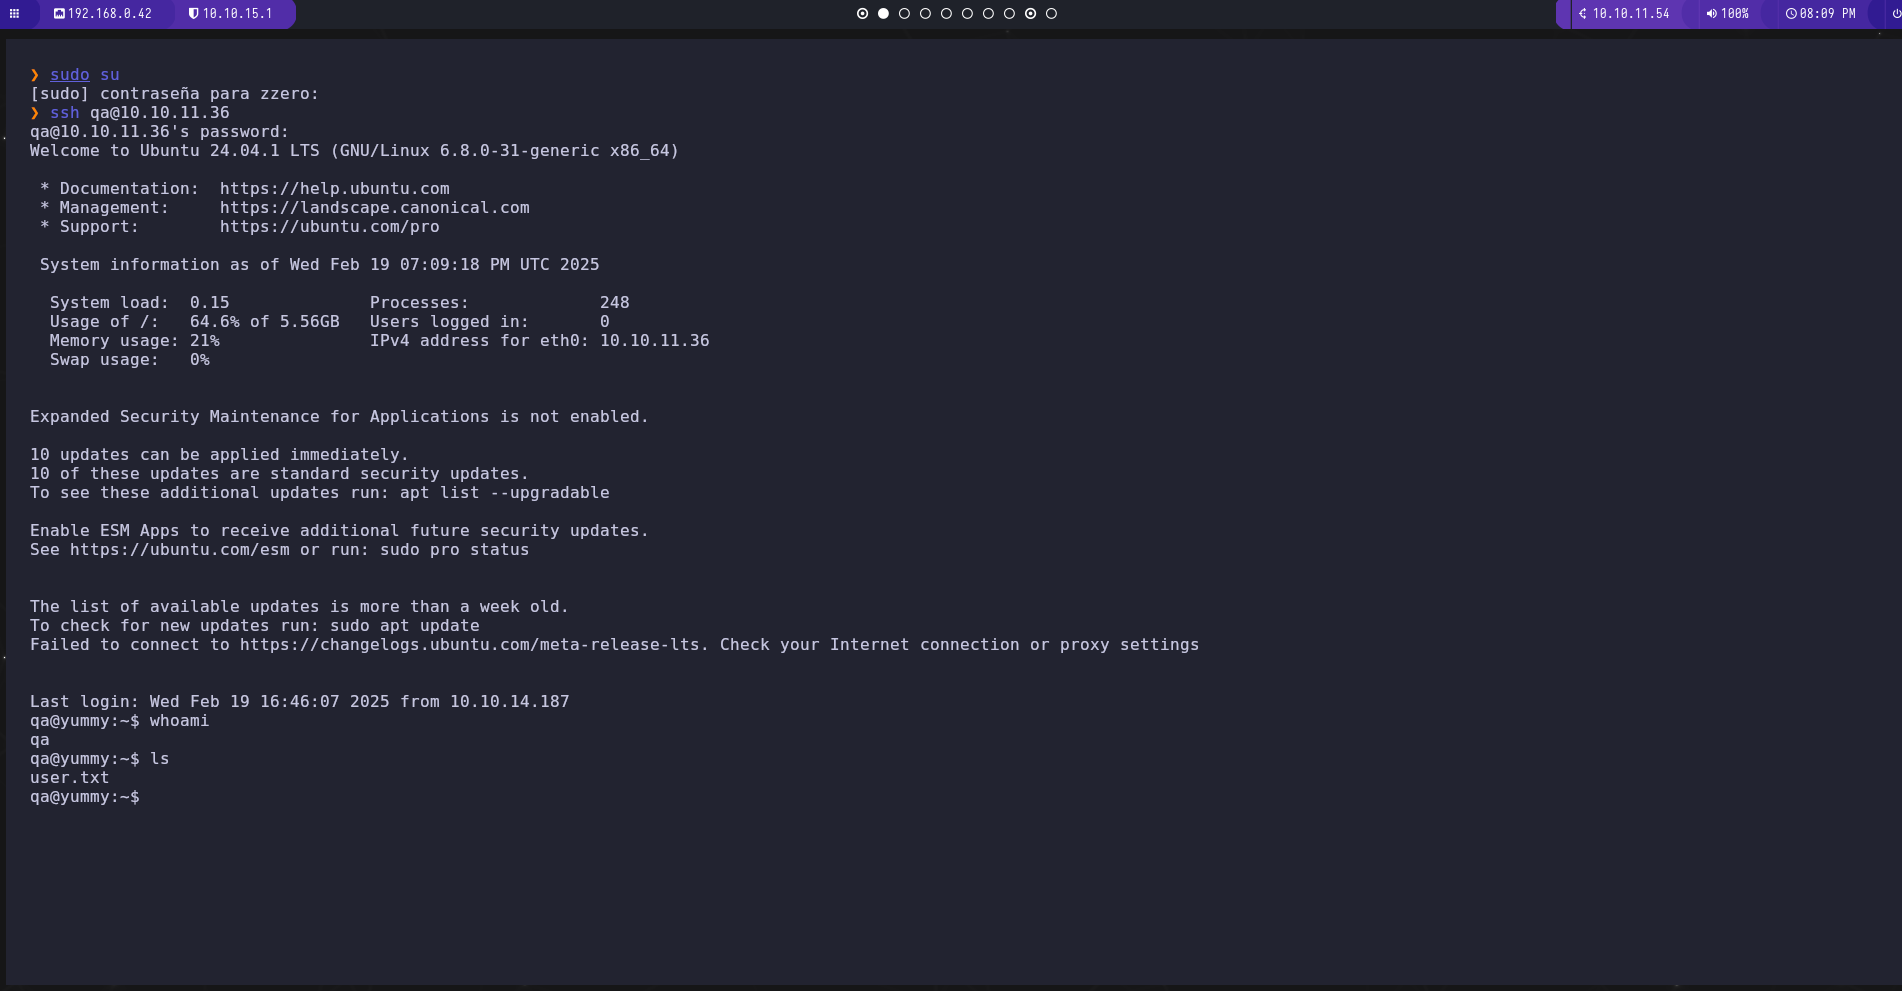 192.168.0.42 10.10.15.1 10.10.11.54 100% 08:09 PM
❯ sudo su
[sudo] contraseña para zzero:
❯ ssh qa@10.10.11.36
qa@10.10.11.36's password:
Welcome to Ubuntu 24.04.1 LTS (GNU/Linux 6.8.0-31-generic x86_64)
* Documentation:  https://help.ubuntu.com
* Management:     https://landscape.canonical.com
* Support:        https://ubuntu.com/pro
System information as of Wed Feb 19 07:09:18 PM UTC 2025
System load:  0.15              Processes:             248
Usage of /:   64.6% of 5.56GB   Users logged in:       0
Memory usage: 21%               IPv4 address for eth0: 10.10.11.36
Swap usage:   0%
Expanded Security Maintenance for Applications is not enabled.
10 updates can be applied immediately.
10 of these updates are standard security updates.
To see these additional updates run: apt list --upgradable
Enable ESM Apps to receive additional future security updates.
See https://ubuntu.com/esm or run: sudo pro status
The list of available updates is more than a week old.
To check for new updates run: sudo apt update
Failed to connect to https://changelogs.ubuntu.com/meta-release-lts. Check your Internet connection or proxy settings
Last login: Wed Feb 19 16:46:07 2025 from 10.10.14.187
qa@yummy:~$ whoami
qa
qa@yummy:~$ ls
user.txt
qa@yummy:~$